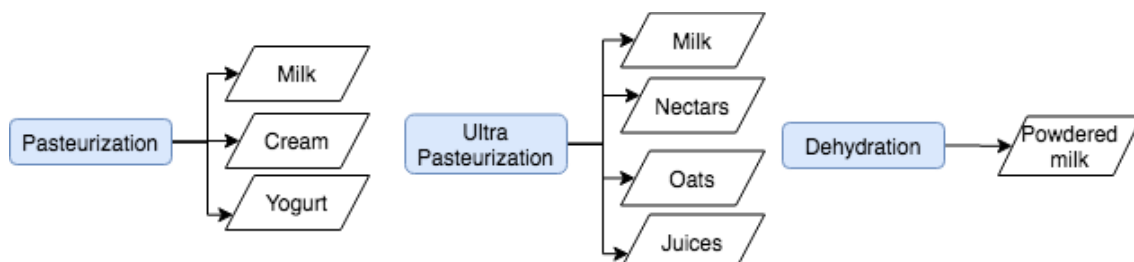 Pasteurization
Milk
Cream
Yogurt
Ultra
Pasteurization
Milk
Nectars
Oats
Juices
Dehydration
Powdered
milk